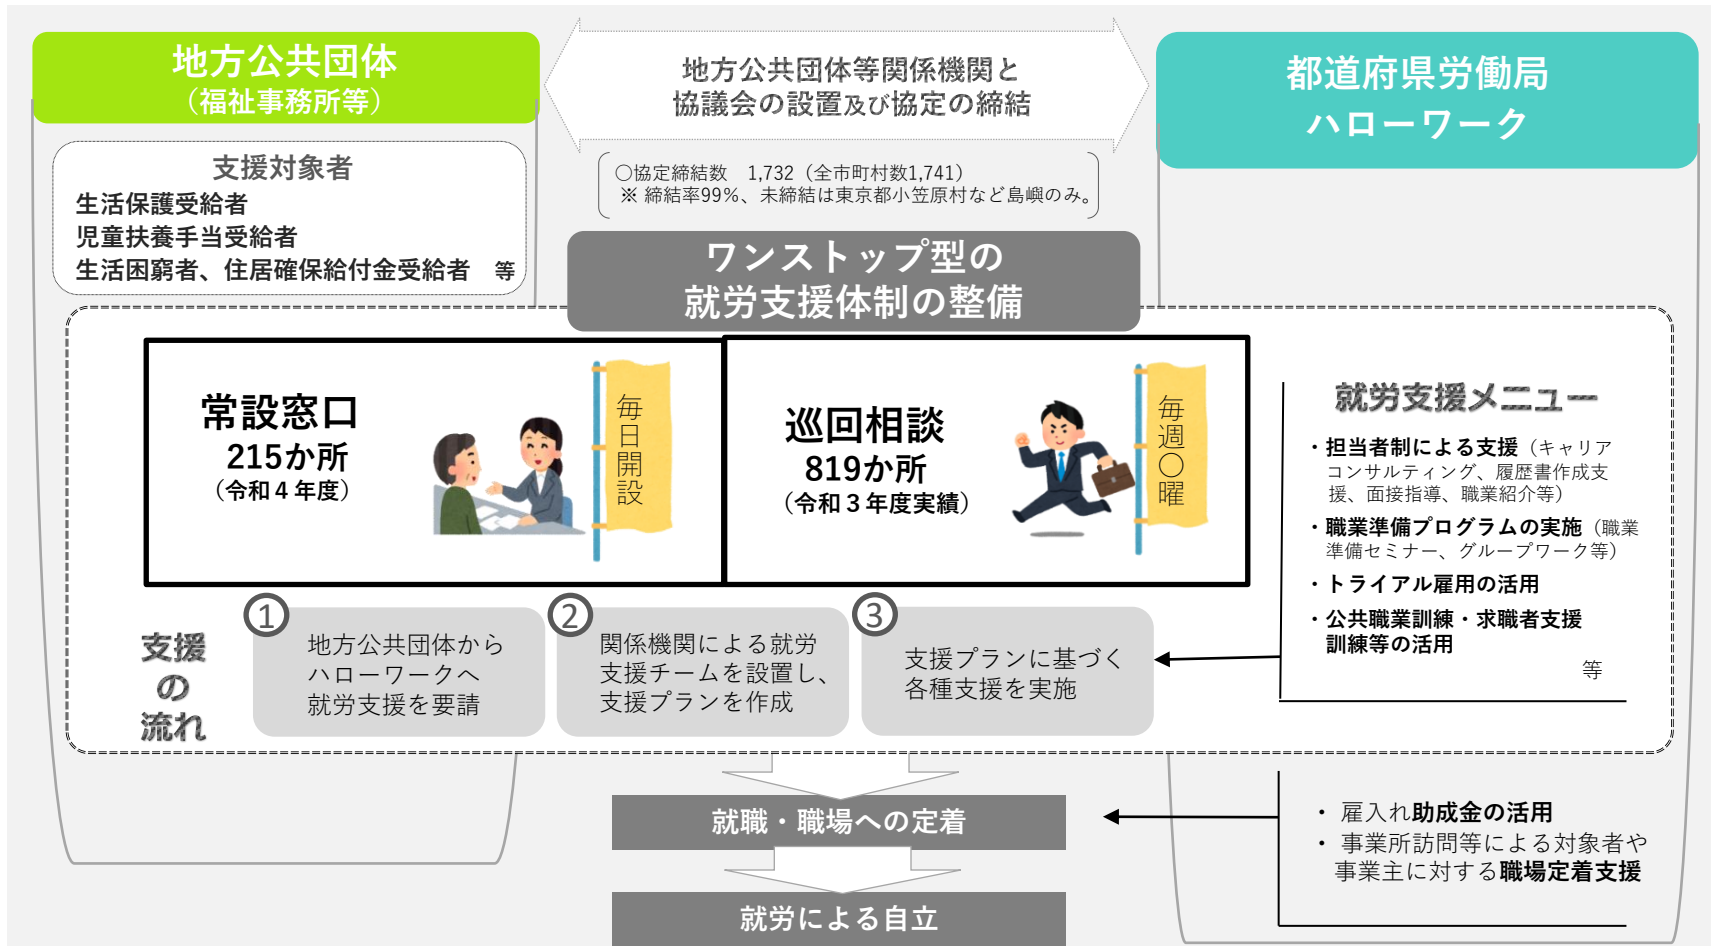 地方公共団体
（福祉事務所等）
地方公共団体等関係機関と
協議会の設置及び協定の締結
都道府県労働局
ハローワーク
○協定締結数　1,732（全市町村数1,741）
※ 締結率99%、未締結は東京都小笠原村など島嶼のみ。
支援対象者
生活保護受給者
児童扶養手当受給者
生活困窮者、住居確保給付金受給者　等
ワンストップ型の
就労支援体制の整備
常設窓口
215か所
（令和４年度）
毎日開設
巡回相談
819か所
（令和３年度実績）
毎週○曜
就労支援メニュー
・担当者制による支援（キャリア
コンサルティング、履歴書作成支
援、面接指導、職業紹介等）
・職業準備プログラムの実施（職業
準備セミナー、グループワーク等）
・トライアル雇用の活用
・公共職業訓練・求職者支援
訓練等の活用
等
支援
の
流れ
①
地方公共団体から
ハローワークへ
就労支援を要請
②
関係機関による就労
支援チームを設置し、
支援プランを作成
③
支援プランに基づく
各種支援を実施
就職・職場への定着
・ 雇入れ助成金の活用
・ 事業所訪問等による対象者や
事業主に対する職場定着支援
就労による自立